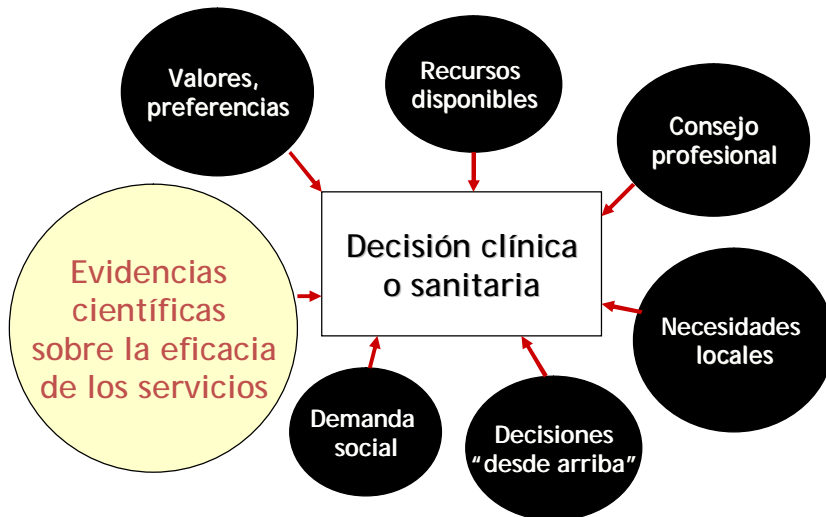 Valores,
preferencias
Recursos
disponibles
Consejo
profesional
Decisión clínica
o sanitaria
Evidencias
científicas
sobre la eficacia
de los servicios
Necesidades
locales
Demanda
social
Decisiones
“desde arriba”